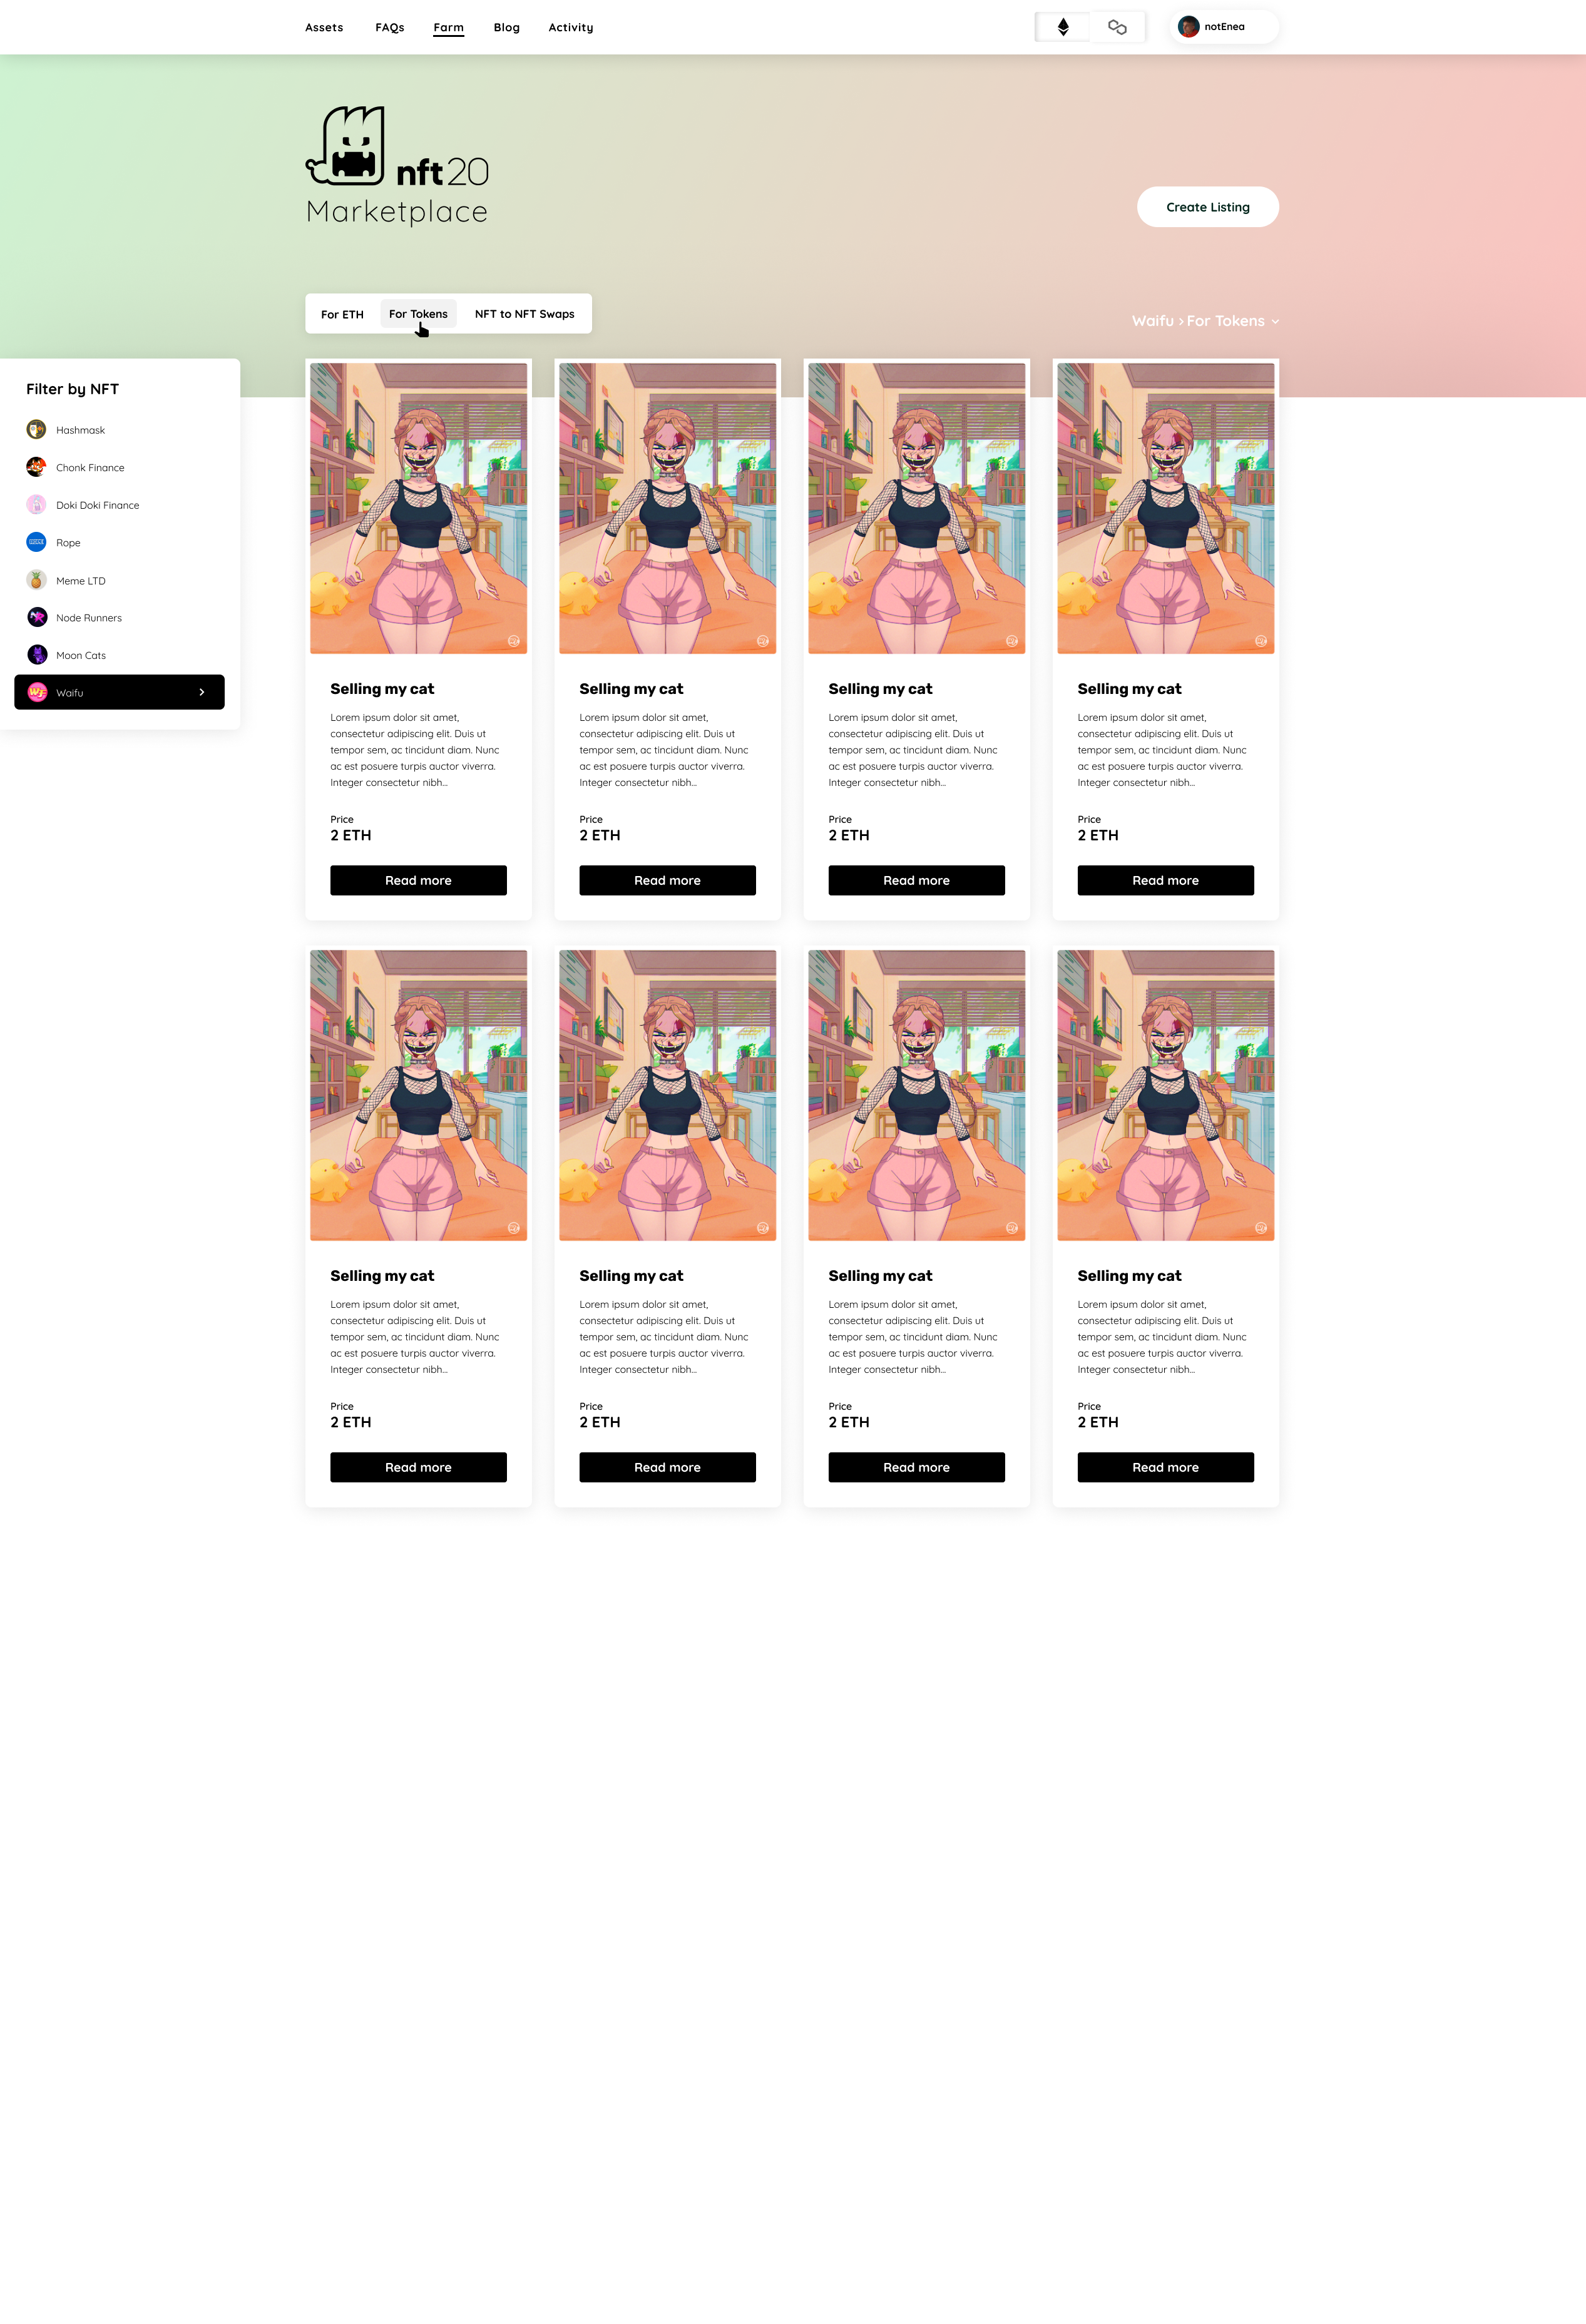 Assets FAQs Farm Blog Activity notEnea
nft20
Marketplace
Create Listing
For ETH For Tokens NFT to NFT Swaps
Waifu For Tokens
Filter by NFT
Hashmask
Chonk Finance
Doki Doki Finance
Rope
Meme LTD
Node Runners
Moon Cats
WF Waifu
Selling my cat
Lorem ipsum dolor sit amet,
consectetur adipiscing elit. Duis ut
tempor sem, ac tincidunt diam. Nunc
ac est posuere turpis auctor viverra.
Integer consectetur nibh...
Price
2 ETH
Read more
Selling my cat
Lorem ipsum dolor sit amet,
consectetur adipiscing elit. Duis ut
tempor sem, ac tincidunt diam. Nunc
ac est posuere turpis auctor viverra.
Integer consectetur nibh...
Price
2 ETH
Read more
Selling my cat
Lorem ipsum dolor sit amet,
consectetur adipiscing elit. Duis ut
tempor sem, ac tincidunt diam. Nunc
ac est posuere turpis auctor viverra.
Integer consectetur nibh...
Price
2 ETH
Read more
Selling my cat
Lorem ipsum dolor sit amet,
consectetur adipiscing elit. Duis ut
tempor sem, ac tincidunt diam. Nunc
ac est posuere turpis auctor viverra.
Integer consectetur nibh...
Price
2 ETH
Read more
Selling my cat
Lorem ipsum dolor sit amet,
consectetur adipiscing elit. Duis ut
tempor sem, ac tincidunt diam. Nunc
ac est posuere turpis auctor viverra.
Integer consectetur nibh...
Price
2 ETH
Read more
Selling my cat
Lorem ipsum dolor sit amet,
consectetur adipiscing elit. Duis ut
tempor sem, ac tincidunt diam. Nunc
ac est posuere turpis auctor viverra.
Integer consectetur nibh...
Price
2 ETH
Read more
Selling my cat
Lorem ipsum dolor sit amet,
consectetur adipiscing elit. Duis ut
tempor sem, ac tincidunt diam. Nunc
ac est posuere turpis auctor viverra.
Integer consectetur nibh...
Price
2 ETH
Read more
Selling my cat
Lorem ipsum dolor sit amet,
consectetur adipiscing elit. Duis ut
tempor sem, ac tincidunt diam. Nunc
ac est posuere turpis auctor viverra.
Integer consectetur nibh...
Price
2 ETH
Read more